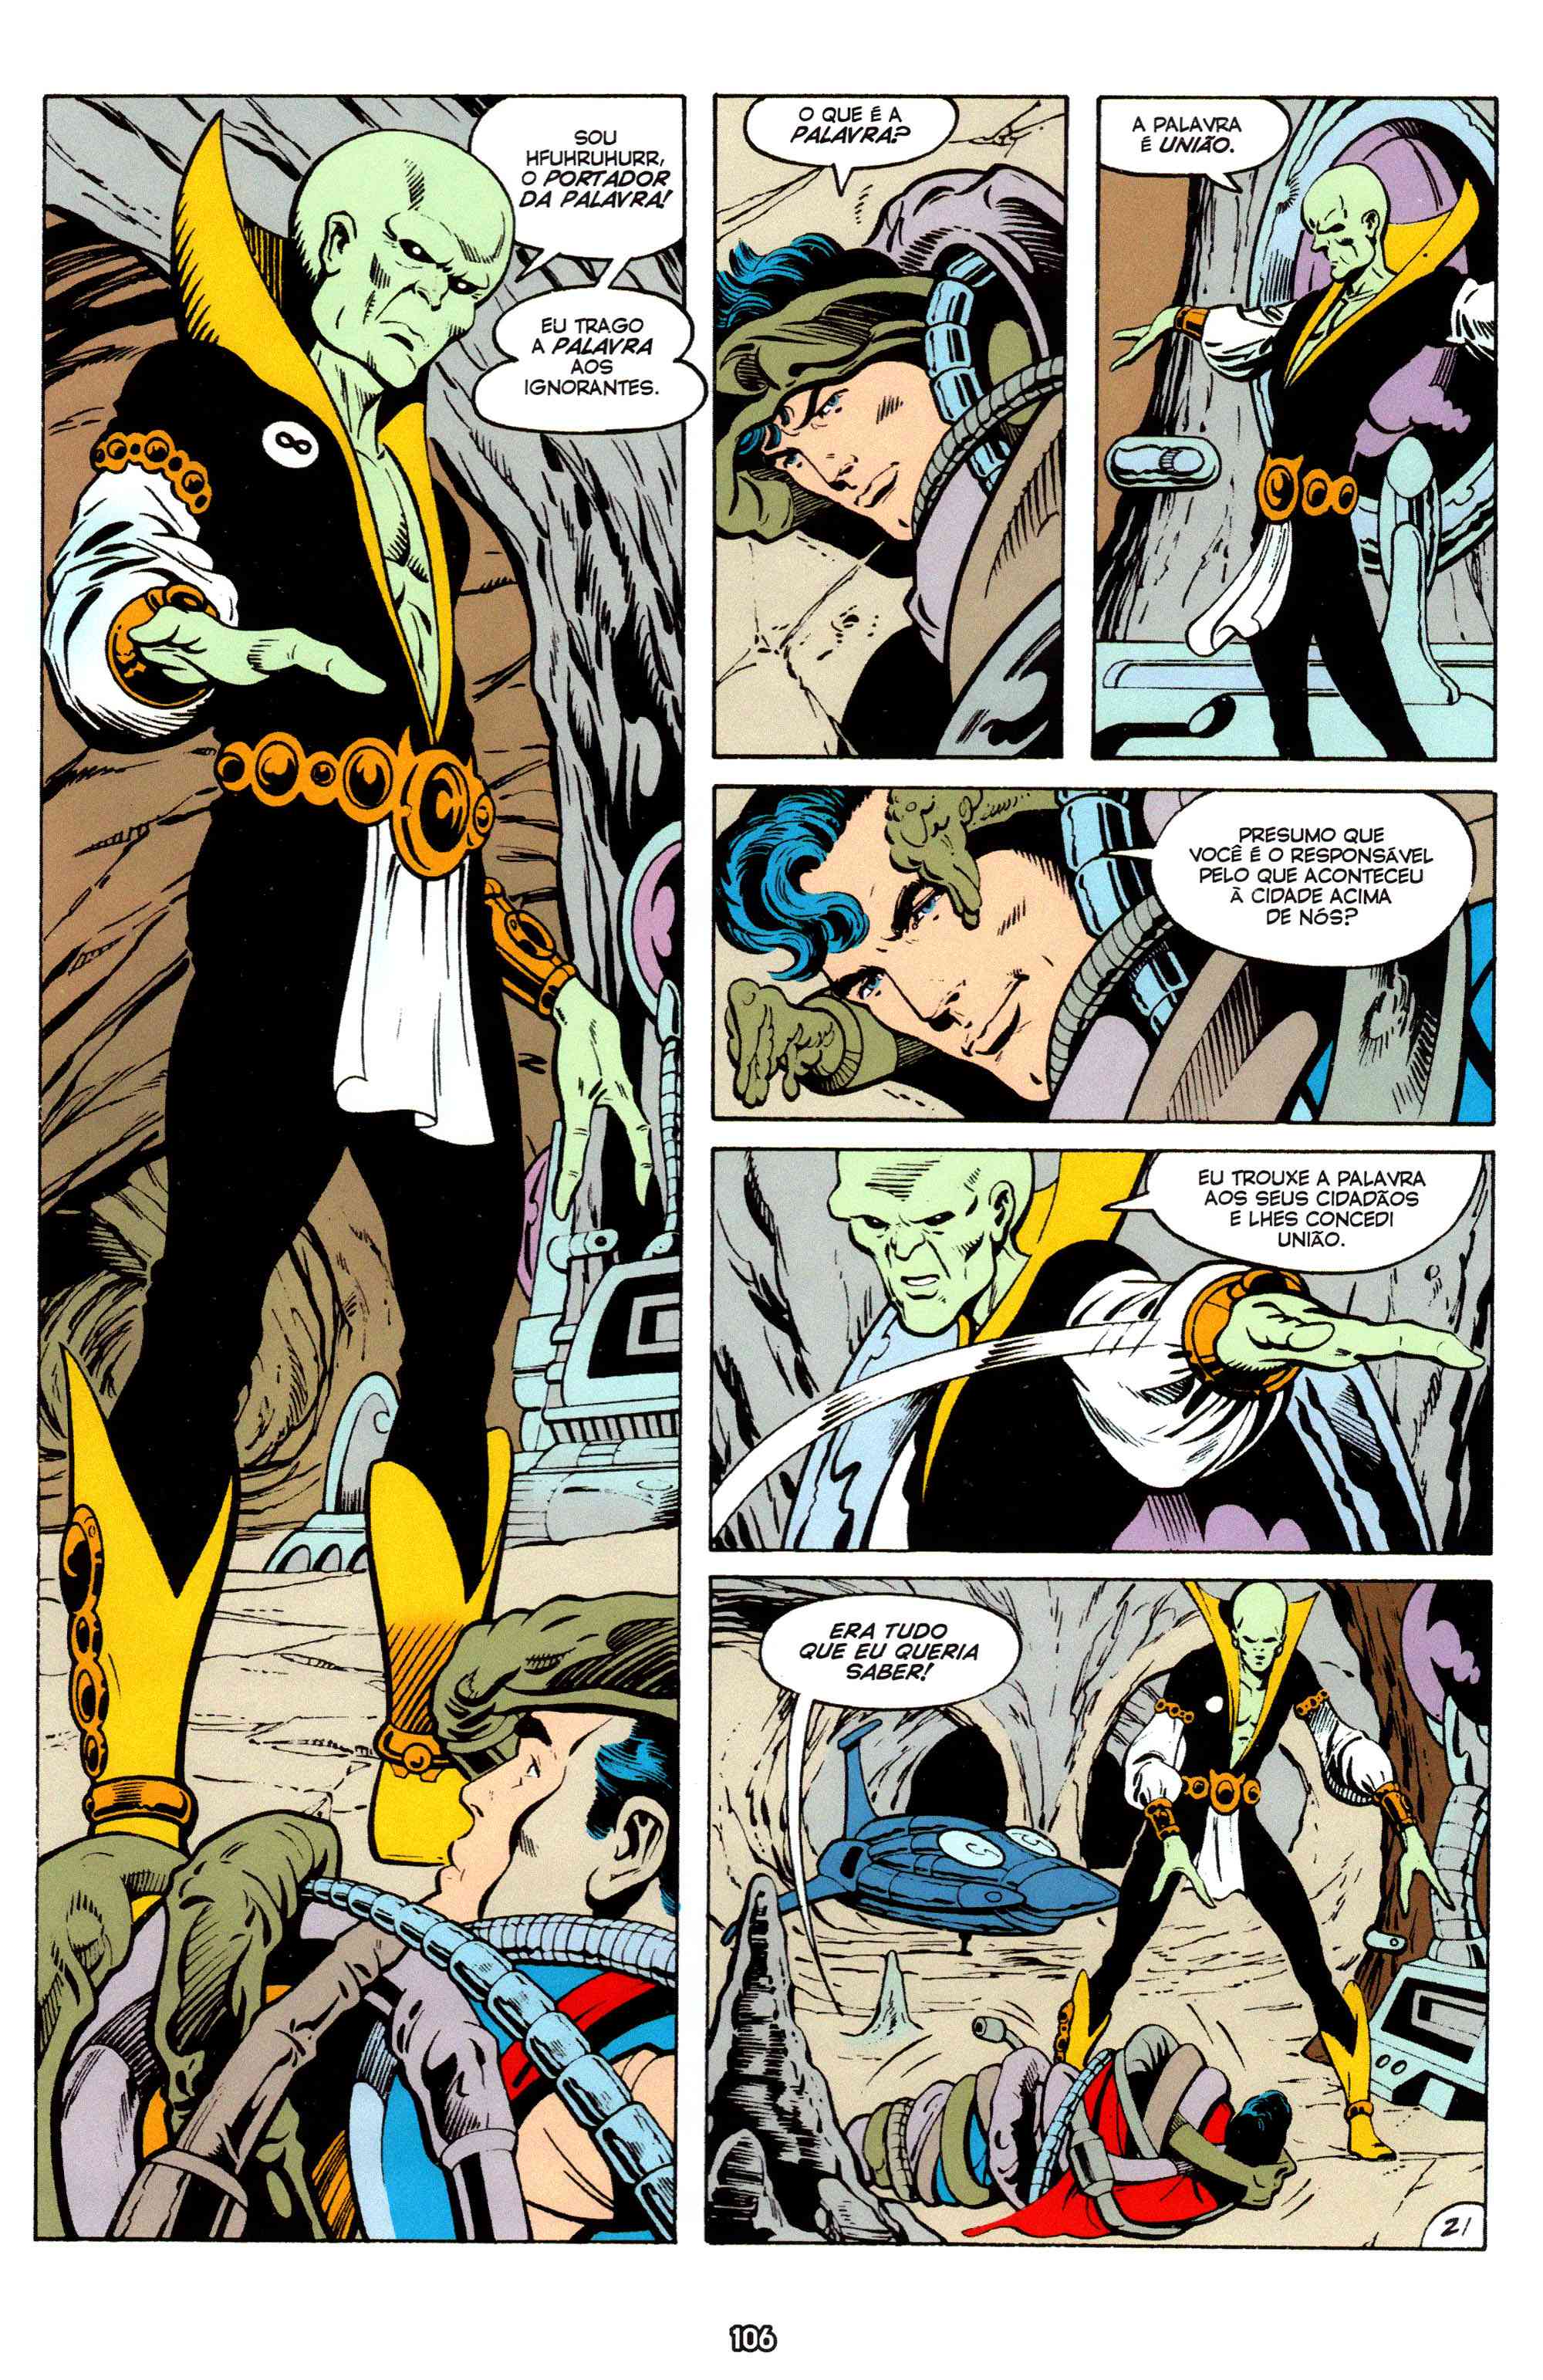 SOU
HFUHRUHURR,
O PORTADOR
DA PALAVRA!
EU TRAGO
A PALAVRA
AOS
IGNORANTES.
O QUE É A
PALAVRA?
A PALAVRA
É UNIÃO.
PRESUMO QUE
VOCÊ É O RESPONSÁVEL
PELO QUE ACONTECEU
À CIDADE ACIMA
DE NÓS?
EU TROUXE A PALAVRA
AOS SEUS CIDADÃOS
E LHES CONCEDI
UNIÃO.
ERA TUDO
QUE EU QUERIA
SABER!
21
106